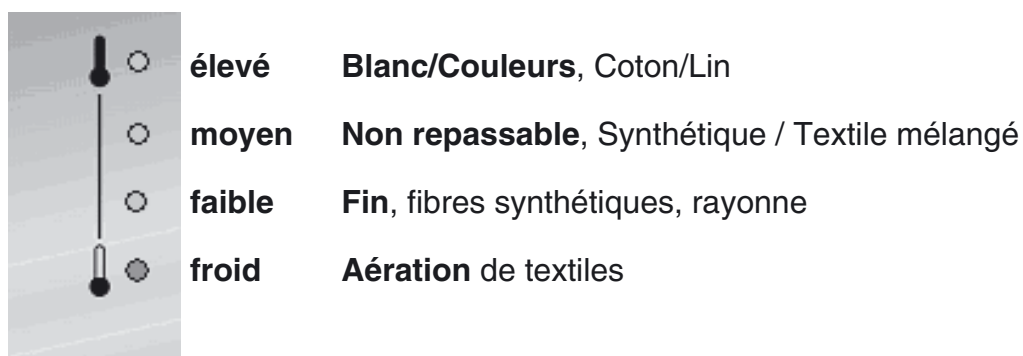 élevé Blanc/Couleurs, Coton/Lin
moyen Non repassable, Synthétique / Textile mélangé
faible Fin, fibres synthétiques, rayonne
froid Aération de textiles